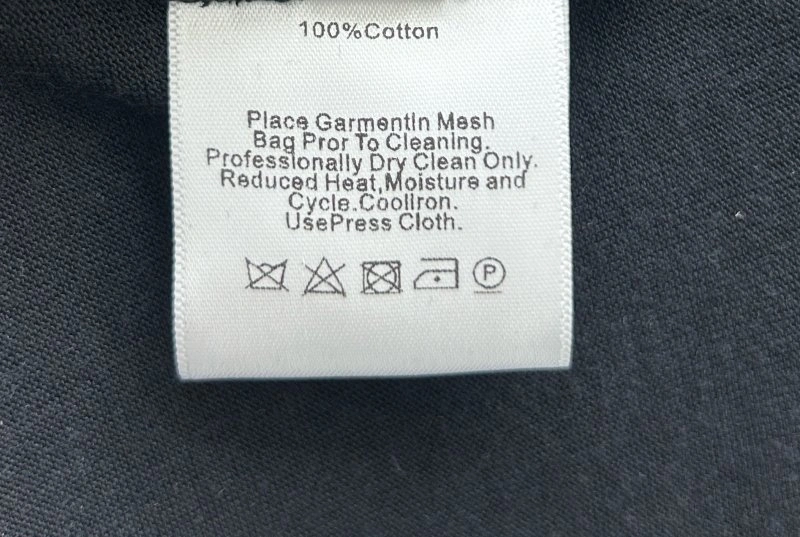 100%Cotton
Place GarmentIn Mesh
Bag Pror To Cleaning.
Professionally Dry Clean Only.
Reduced Heat,Moisture and
Cycle.CoolIron.
UsePress Cloth.
P